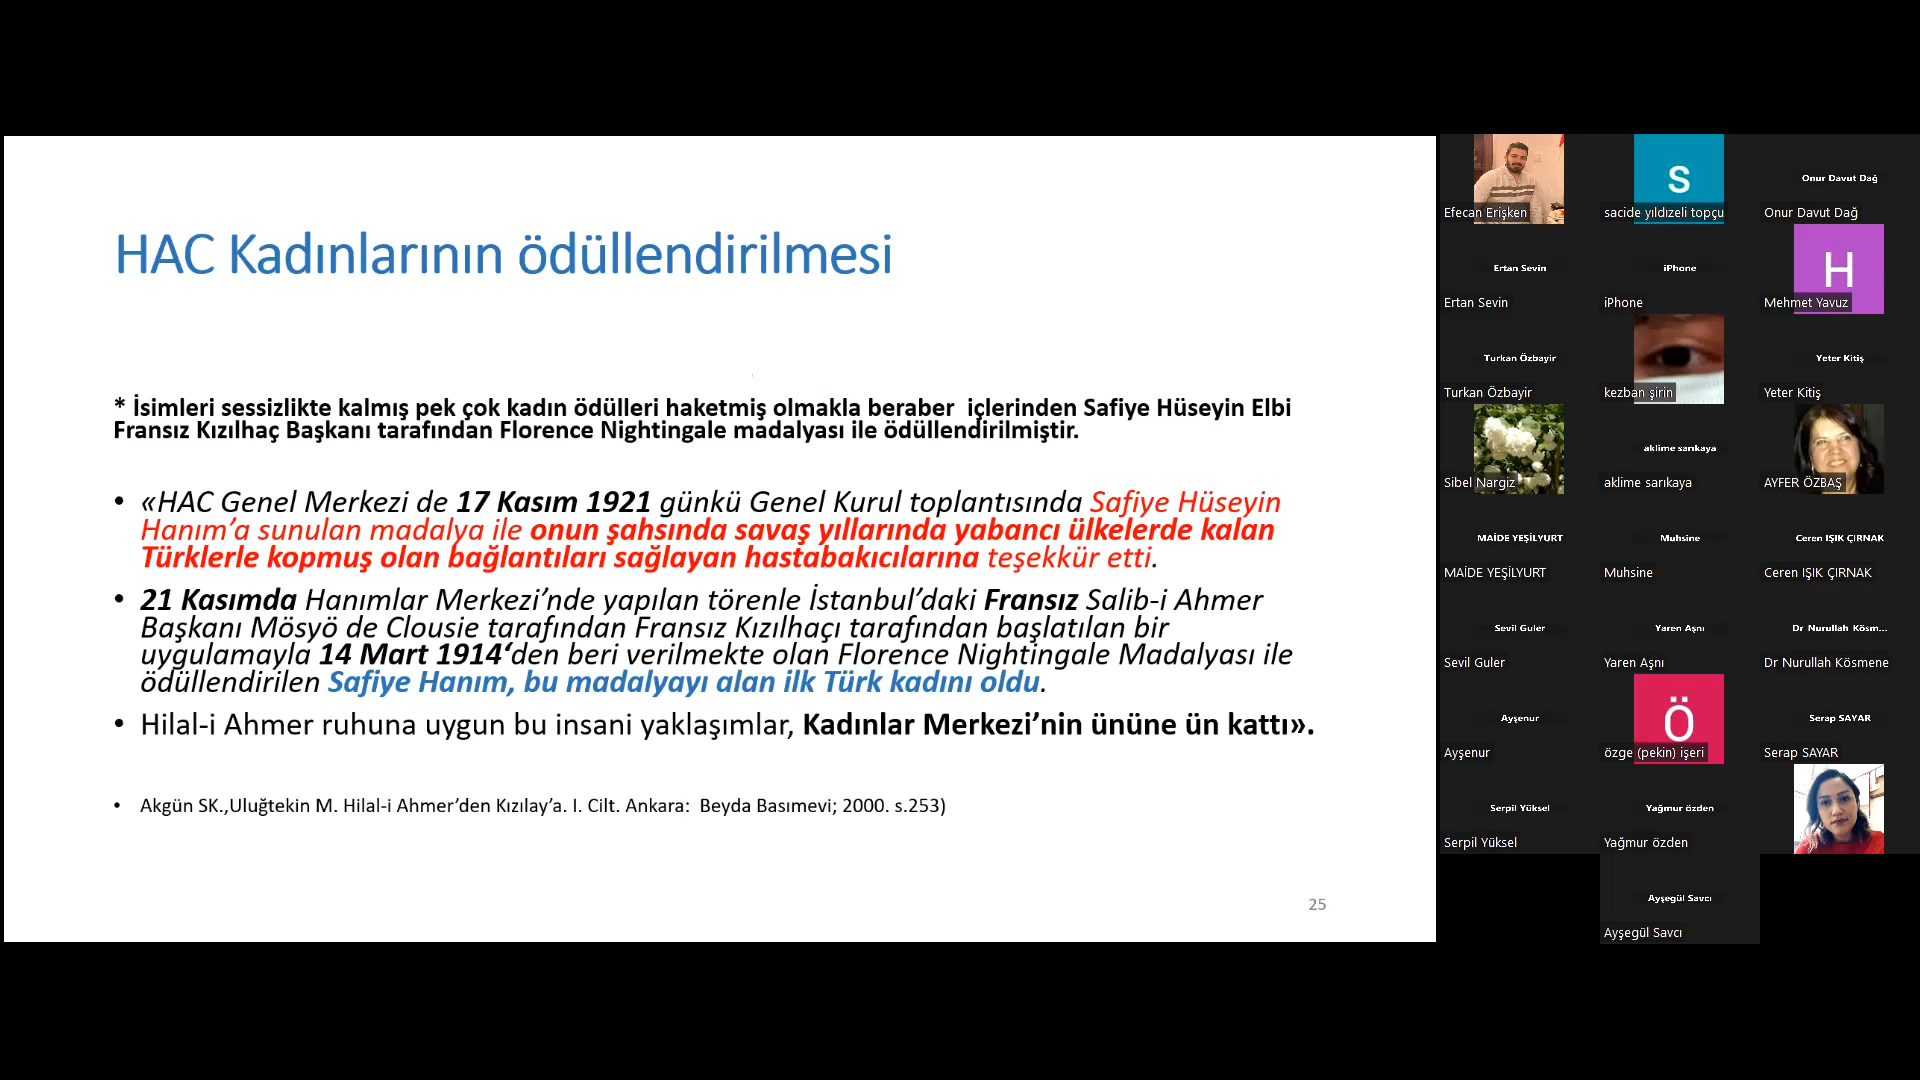 HAC Kadınlarının ödüllendirilmesi
* İsimleri sessizlikte kalmış pek çok kadın ödülleri haketmiş olmakla beraber içlerinden Safiye Hüseyin Elbi
Fransız Kızılhaç Başkanı tarafından Florence Nightingale madalyası ile ödüllendirilmiştir.
• «HAC Genel Merkezi de 17 Kasım 1921 günkü Genel Kurul toplantısında Safiye Hüseyin
Hanım’a sunulan madalya ile onun şahsında savaş yıllarında yabancı ülkelerde kalan
Türklerle kopmuş olan bağlantıları sağlayan hastabakıcılarına teşekkür etti.
• 21 Kasımda Hanımlar Merkezi’nde yapılan törenle İstanbul’daki Fransız Salib-i Ahmer
Başkanı Mösyö de Clousie tarafından Fransız Kızılhaçı tarafından başlatılan bir
uygulamayla 14 Mart 1914‘den beri verilmekte olan Florence Nightingale Madalyası ile
ödüllendirilen Safiye Hanım, bu madalyayı alan ilk Türk kadını oldu.
• Hilal-i Ahmer ruhuna uygun bu insani yaklaşımlar, Kadınlar Merkezi’nin ününe ün kattı».
• Akgün SK.,Uluğtekin M. Hilal-i Ahmer’den Kızılay’a. I. Cilt. Ankara: Beyda Basımevi; 2000. s.253)
25
Efecan Erişken
S
sacide yıldızeli topçu
Onur Davut Dağ
Onur Davut Dağ
Ertan Sevin
Ertan Sevin
iPhone
iPhone
H
Mehmet Yavuz
Turkan Özbayir
Turkan Özbayir
kezban şirin
Yeter Kitiş
Yeter Kitiş
Sibel Nargiz
aklime sarıkaya
aklime sarıkaya
AYFER ÖZBAŞ
MAİDE YEŞİLYURT
MAİDE YEŞİLYURT
Muhsine
Muhsine
Ceren IŞIK ÇIRNAK
Ceren IŞIK ÇIRNAK
Sevil Guler
Sevil Guler
Yaren Aşnı
Yaren Aşnı
Dr Nurullah Kösm...
Dr Nurullah Kösmene
Ayşenur
Ayşenur
Ö
özge (pekin) işeri
Serap SAYAR
Serap SAYAR
Serpil Yüksel
Serpil Yüksel
Yağmur özden
Yağmur özden
Ayşegül Savcı
Ayşegül Savcı